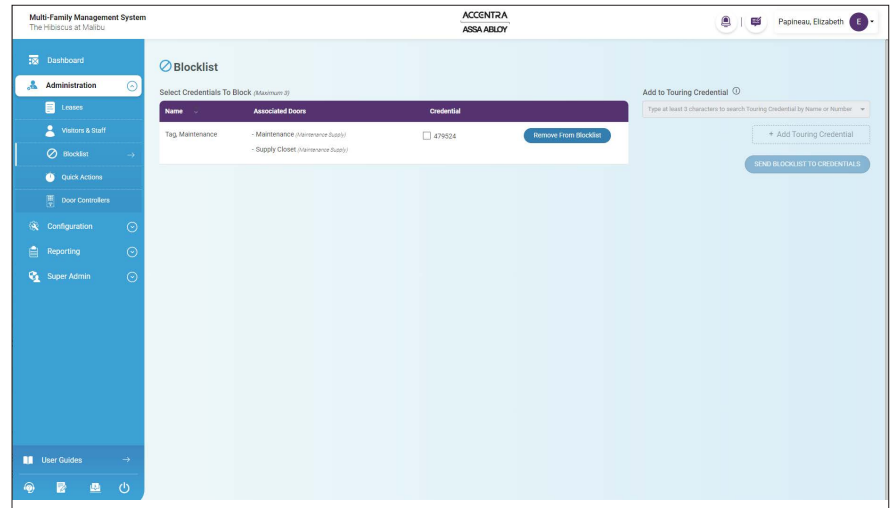 Multi-Family Management System
The Hibiscus at Malibu
ACCENTRA
ASSA ABLOY
Papineau, Elizabeth E
Dashboard
Administration
Leases
Visitors & Staff
Blocklist
Quick Actions
Door Controllers
Configuration
Reporting
Super Admin
User Guides
Blocklist
Select Credentials To Block (Maximum 3)
Name Associated Doors Credential
Tag, Maintenance - Maintenance (Maintenance Supply) 479524 Remove From Blocklist
- Supply Closet (Maintenance Supply)
Add to Touring Credential
Type at least 3 characters to search Touring Credential by Name or Number
+ Add Touring Credential
SEND BLOCKLIST TO CREDENTIALS